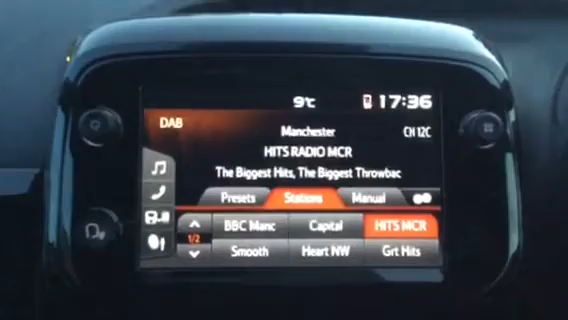 9°C 17:36
DAB
Manchester CH 12C
HITS RADIO MCR
The Biggest Hits, The Biggest Throwbac
Presets Stations Manual
1/2
BBC Manc Capital HITS MCR
Smooth Heart NW Grt Hits